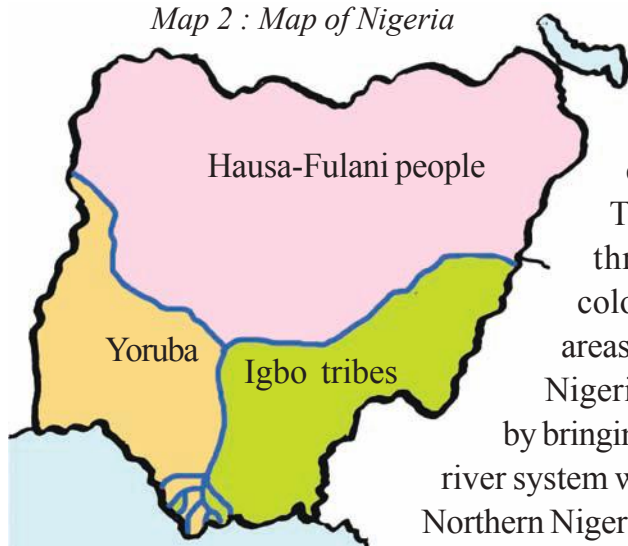 Map 2 : Map of Nigeria
Hausa-Fulani people
T
thr
colo
areas
Yoruba
Igbo tribes
Nigeri
by bringin
river system w
Northern Niger